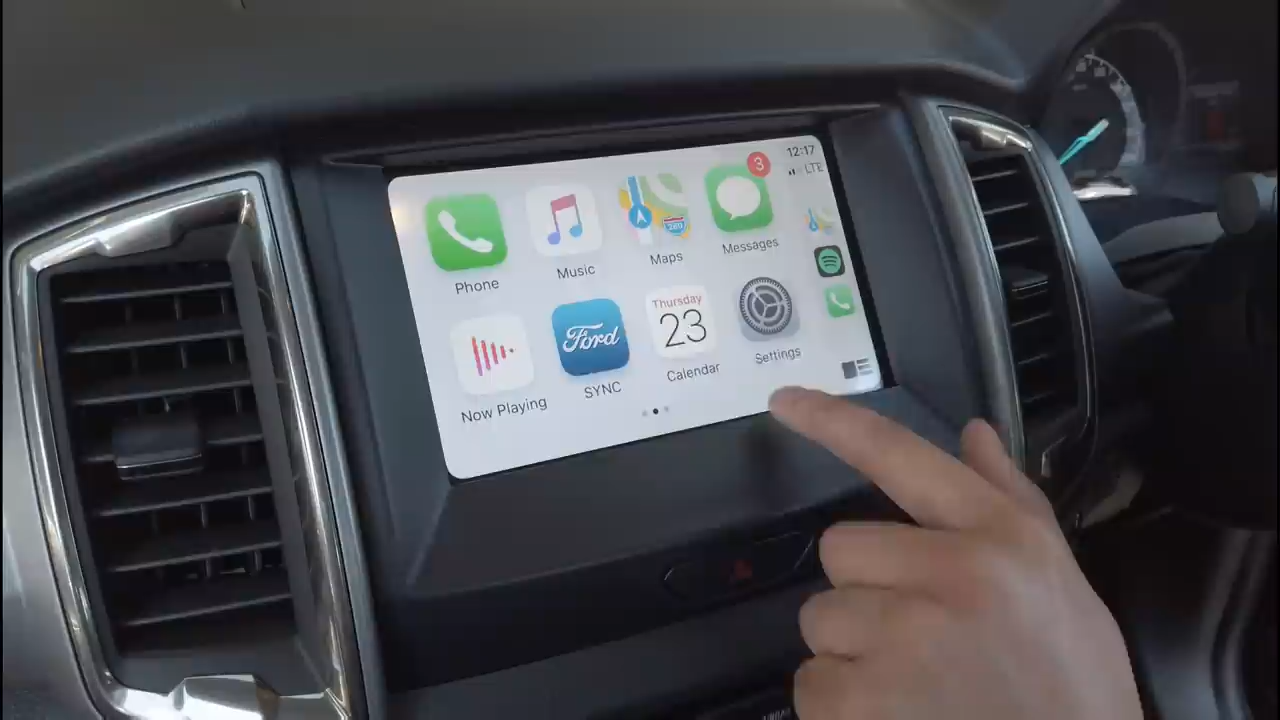 12:17
LTE
3
280
Phone
Music
Maps
Messages
Thursday
23
Ford
Now Playing
SYNC
Calendar
Settings